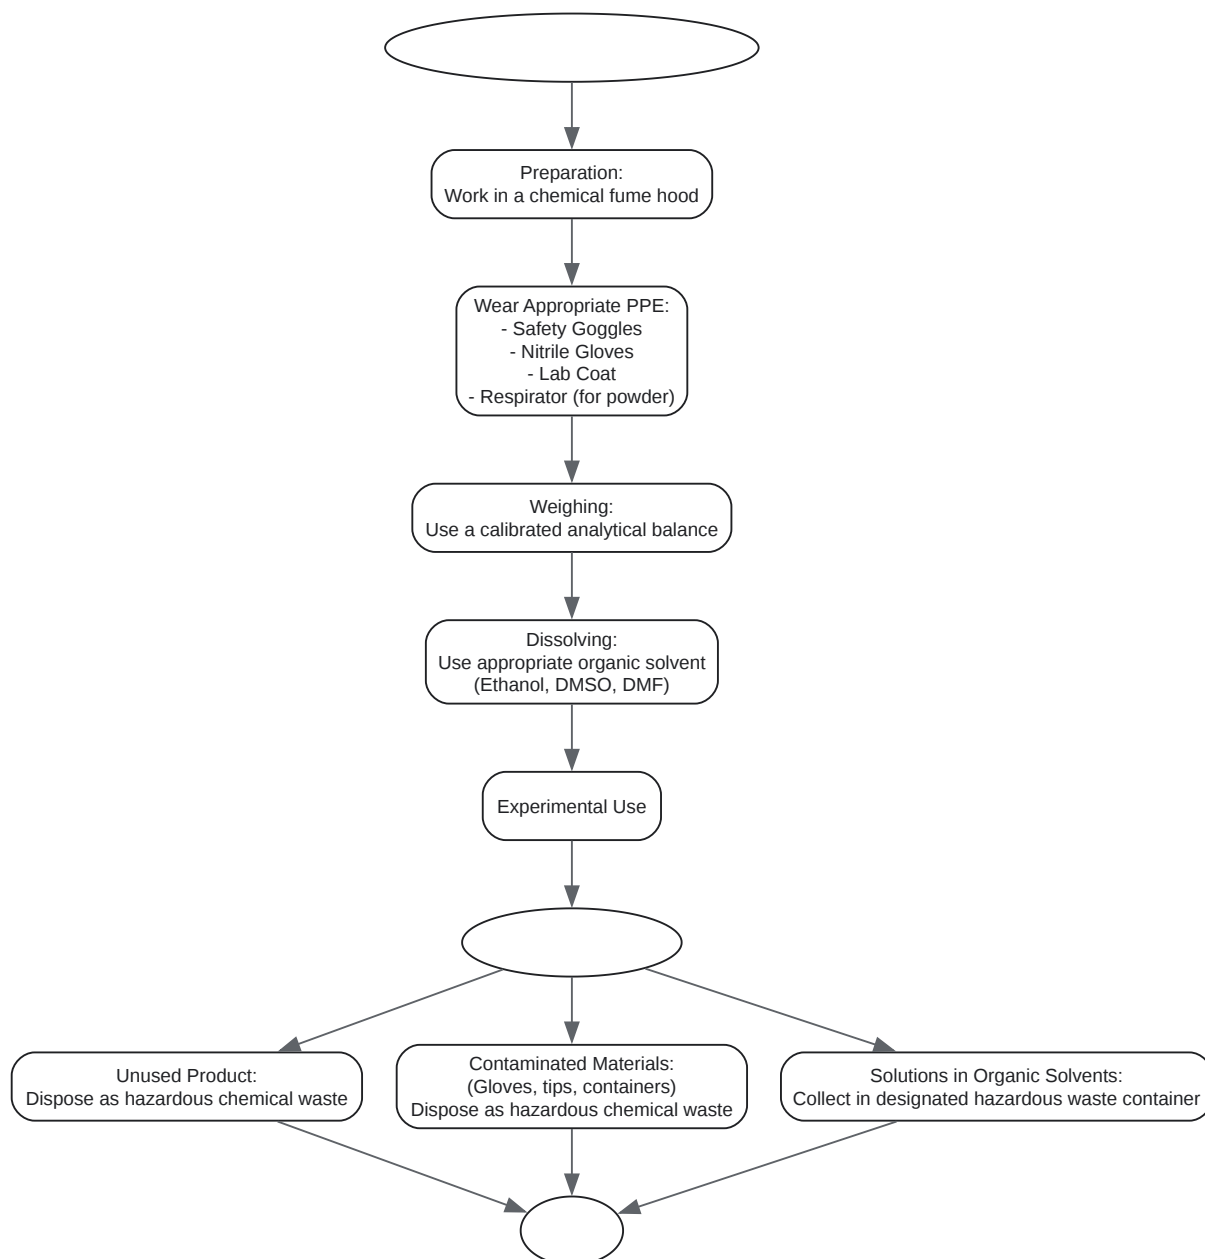 Preparation:
Work in a chemical fume hood
Wear Appropriate PPE:
- Safety Goggles
- Nitrile Gloves
- Lab Coat
- Respirator (for powder)
Weighing:
Use a calibrated analytical balance
Dissolving:
Use appropriate organic solvent
(Ethanol, DMSO, DMF)
Experimental Use
Unused Product:
Dispose as hazardous chemical waste
Contaminated Materials:
(Gloves, tips, containers)
Dispose as hazardous chemical waste
Solutions in Organic Solvents:
Collect in designated hazardous waste container